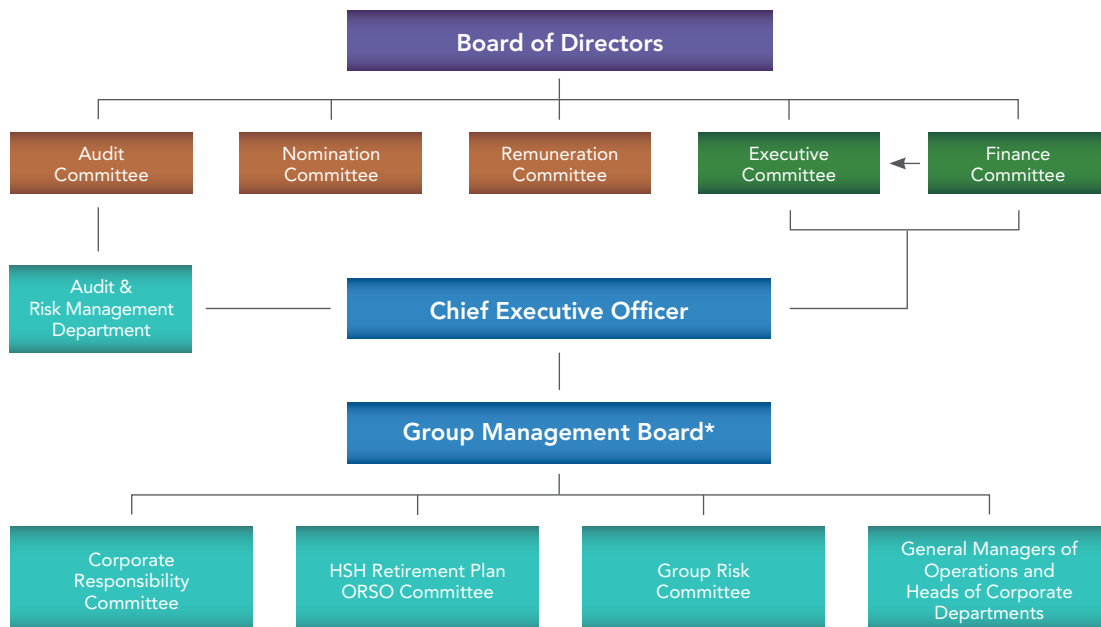 Board of Directors
Audit
Committee
Nomination
Committee
Remuneration
Committee
Executive
Committee
Finance
Committee
Audit &
Risk Management
Department
Chief Executive Officer
Group Management Board*
Corporate
Responsibility
Committee
HSH Retirement Plan
ORSO Committee
Group Risk
Committee
General Managers of
Operations and
Heads of Corporate
Departments